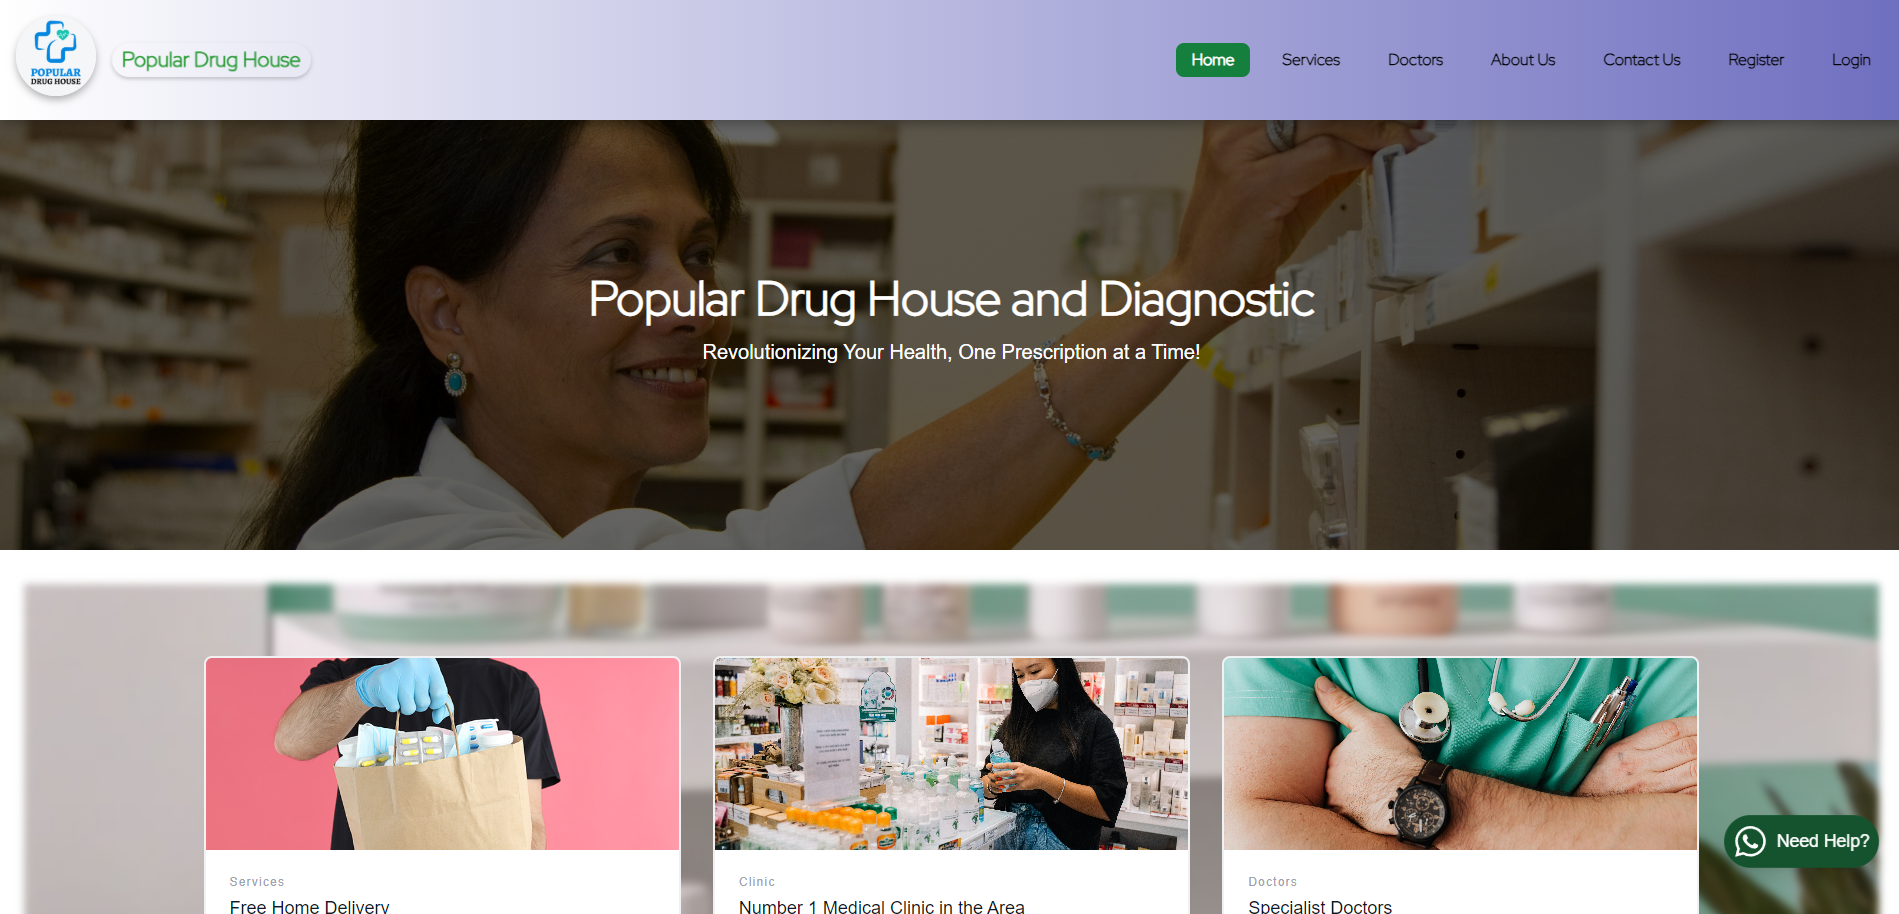 POPULAR
DRUG HOUSE
Popular Drug House
Home
Services
Doctors
About Us
Contact Us
Register
Login
Popular Drug House and Diagnostic
Revolutionizing Your Health, One Prescription at a Time!
Services
Free Home Delivery
Clinic
Number 1 Medical Clinic in the Area
Doctors
Specialist Doctors
Need Help?